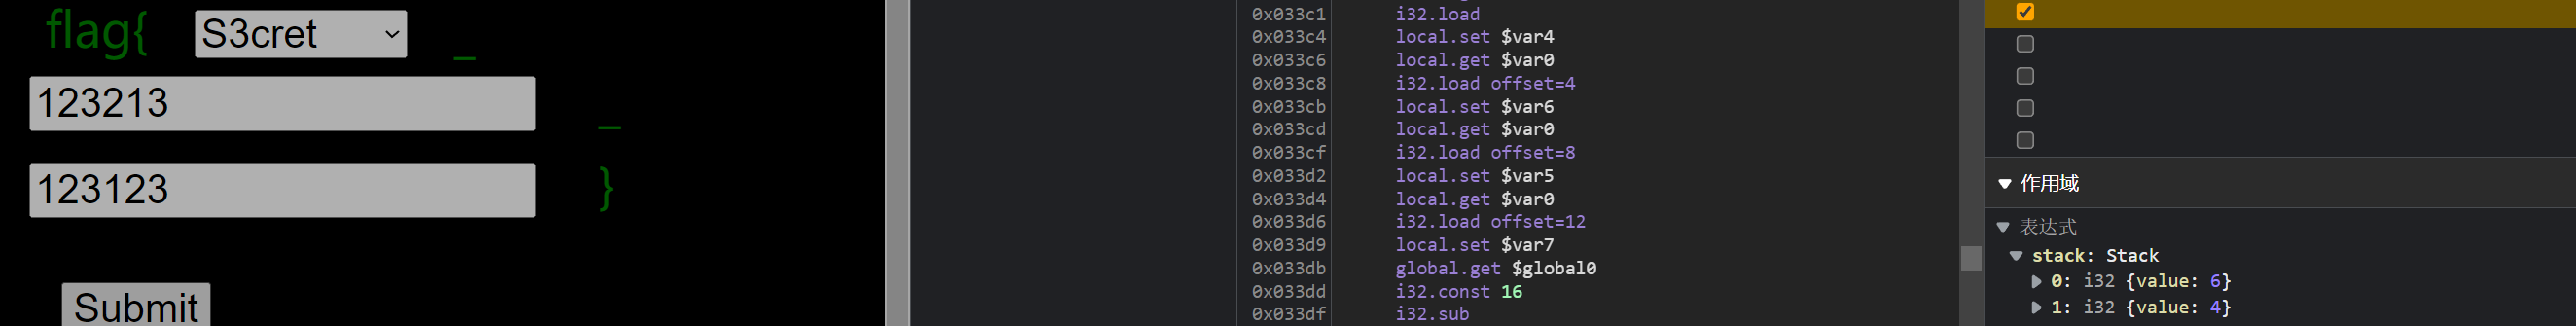 flag{ S3cret _
123213 _
123123 }
Submit
0x033c1 i32.load
0x033c4 local.set $var4
0x033c6 local.get $var0
0x033c8 i32.load offset=4
0x033cb local.set $var6
0x033cd local.get $var0
0x033cf i32.load offset=8
0x033d2 local.set $var5
0x033d4 local.get $var0
0x033d6 i32.load offset=12
0x033d9 local.set $var7
0x033db global.get $global0
0x033dd i32.const 16
0x033df i32.sub
作用域
表达式
stack: Stack
0: i32 {value: 6}
1: i32 {value: 4}